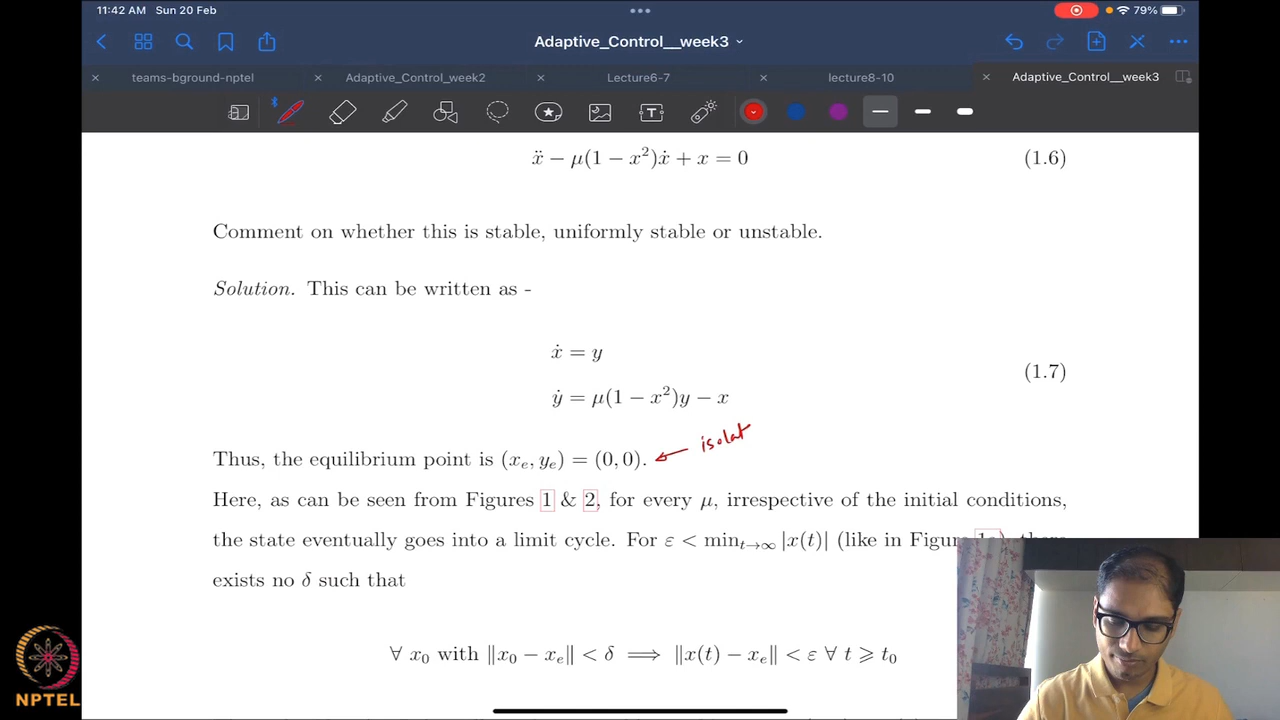 11:42 AM Sun 20 Feb
79%
Adaptive_Control__week3
teams-bground-nptel
Adaptive_Control_week2
Lecture6-7
lecture8-10
Adaptive_Control__week3
ẍ − μ(1 − x²)ẋ + x = 0 (1.6)
Comment on whether this is stable, uniformly stable or unstable.
Solution. This can be written as -
ẋ = y
ẏ = μ(1 − x²)y − x (1.7)
isolat
Thus, the equilibrium point is (xₑ, yₑ) = (0, 0).
Here, as can be seen from Figures 1 & 2, for every μ, irrespective of the initial conditions,
the state eventually goes into a limit cycle. For ε < min_{t→∞} |x(t)| (like in Figure
exists no δ such that
∀ x₀ with ‖x₀ − xₑ‖ < δ ⟹ ‖x(t) − xₑ‖ < ε ∀ t ⩾ t₀
NPTEL